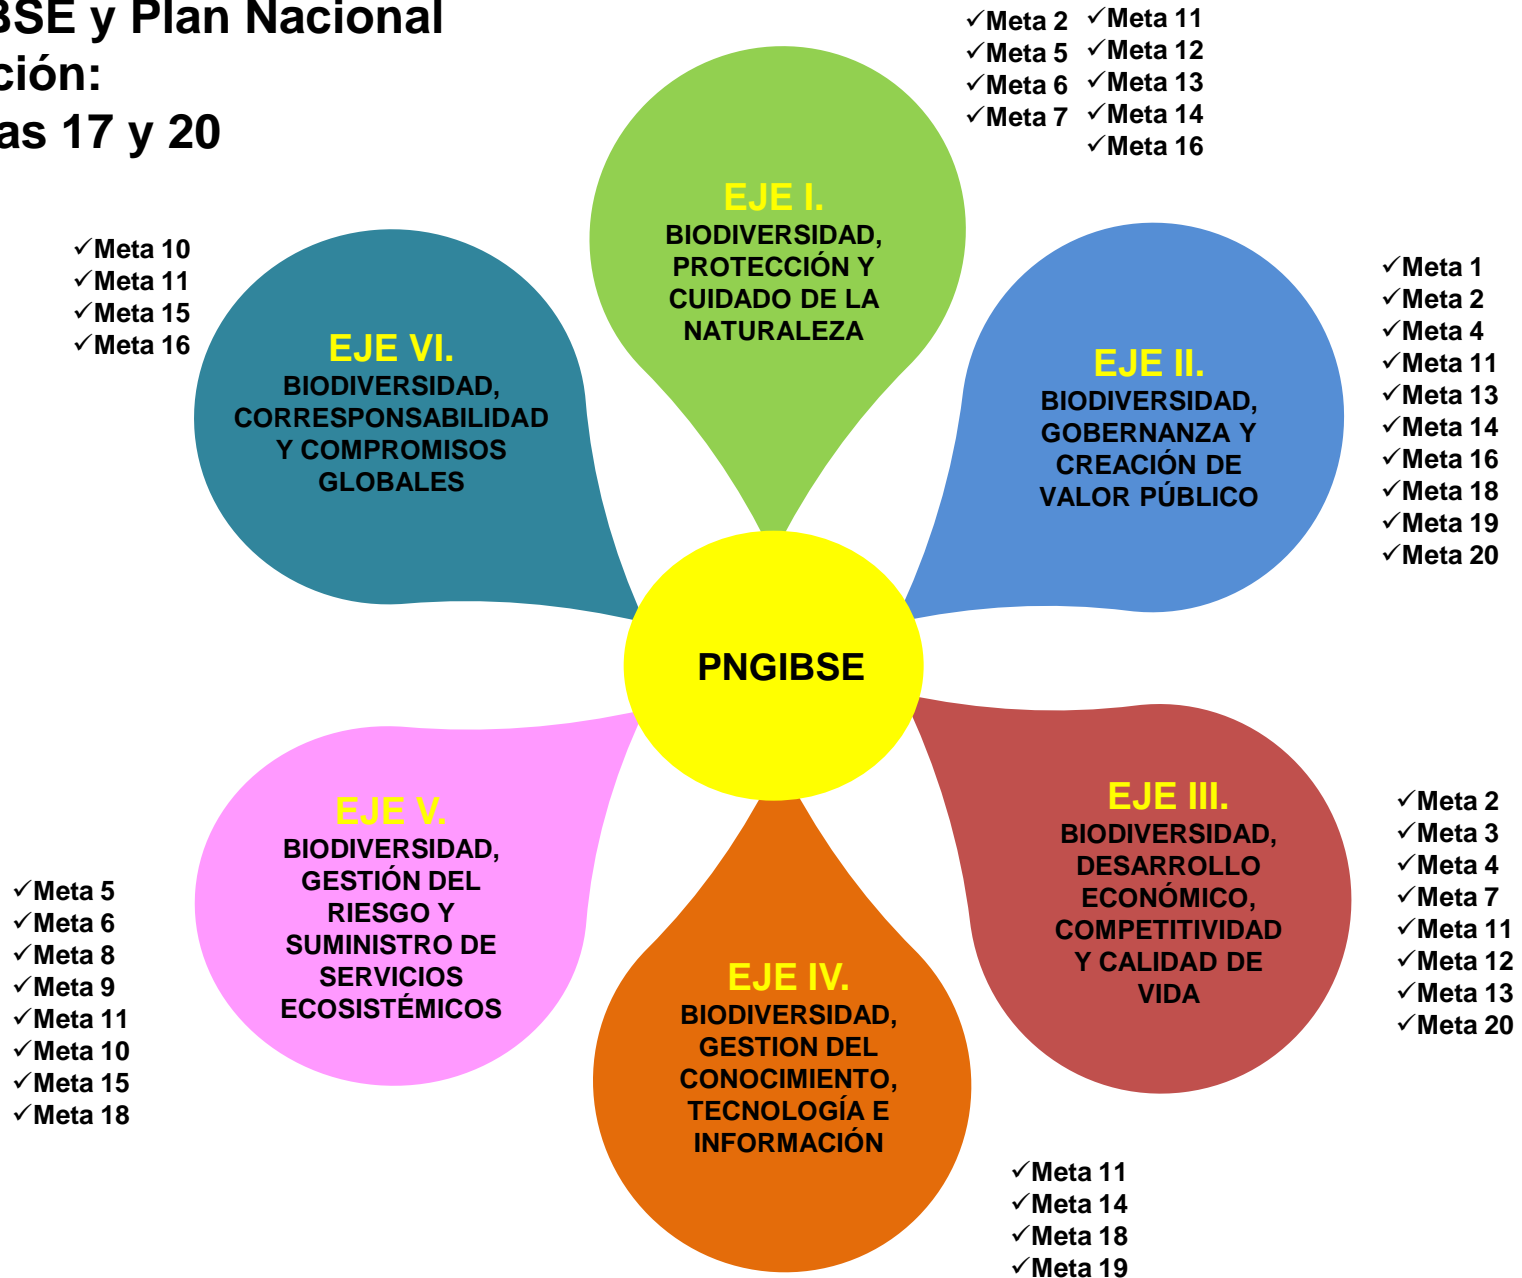 BSE y Plan Nacional
ción:
as 17 y 20
✓Meta 2
✓Meta 5
✓Meta 6
✓Meta 7
✓Meta 11
✓Meta 12
✓Meta 13
✓Meta 14
✓Meta 16
EJE I.
BIODIVERSIDAD,
PROTECCIÓN Y
CUIDADO DE LA
NATURALEZA
✓Meta 10
✓Meta 11
✓Meta 15
✓Meta 16
EJE VI.
BIODIVERSIDAD,
CORRESPONSABILIDAD
Y COMPROMISOS
GLOBALES
EJE II.
BIODIVERSIDAD,
GOBERNANZA Y
CREACIÓN DE
VALOR PÚBLICO
✓Meta 1
✓Meta 2
✓Meta 4
✓Meta 11
✓Meta 13
✓Meta 14
✓Meta 16
✓Meta 18
✓Meta 19
✓Meta 20
PNGIBSE
EJE V.
BIODIVERSIDAD,
GESTIÓN DEL
RIESGO Y
SUMINISTRO DE
SERVICIOS
ECOSISTÉMICOS
✓Meta 5
✓Meta 6
✓Meta 8
✓Meta 9
✓Meta 11
✓Meta 10
✓Meta 15
✓Meta 18
EJE III.
BIODIVERSIDAD,
DESARROLLO
ECONÓMICO,
COMPETITIVIDAD
Y CALIDAD DE
VIDA
✓Meta 2
✓Meta 3
✓Meta 4
✓Meta 7
✓Meta 11
✓Meta 12
✓Meta 13
✓Meta 20
EJE IV.
BIODIVERSIDAD,
GESTION DEL
CONOCIMIENTO,
TECNOLOGÍA E
INFORMACIÓN
✓Meta 11
✓Meta 14
✓Meta 18
✓Meta 19